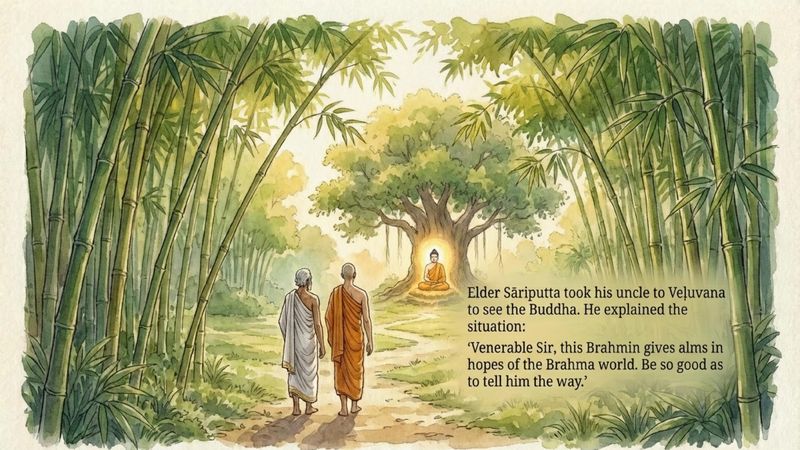 Elder Sāriputta took his uncle to Veḷuvana
to see the Buddha. He explained the
situation:
‘Venerable Sir, this Brahmin gives alms in
hopes of the Brahma world. Be so good as
to tell him the way.’